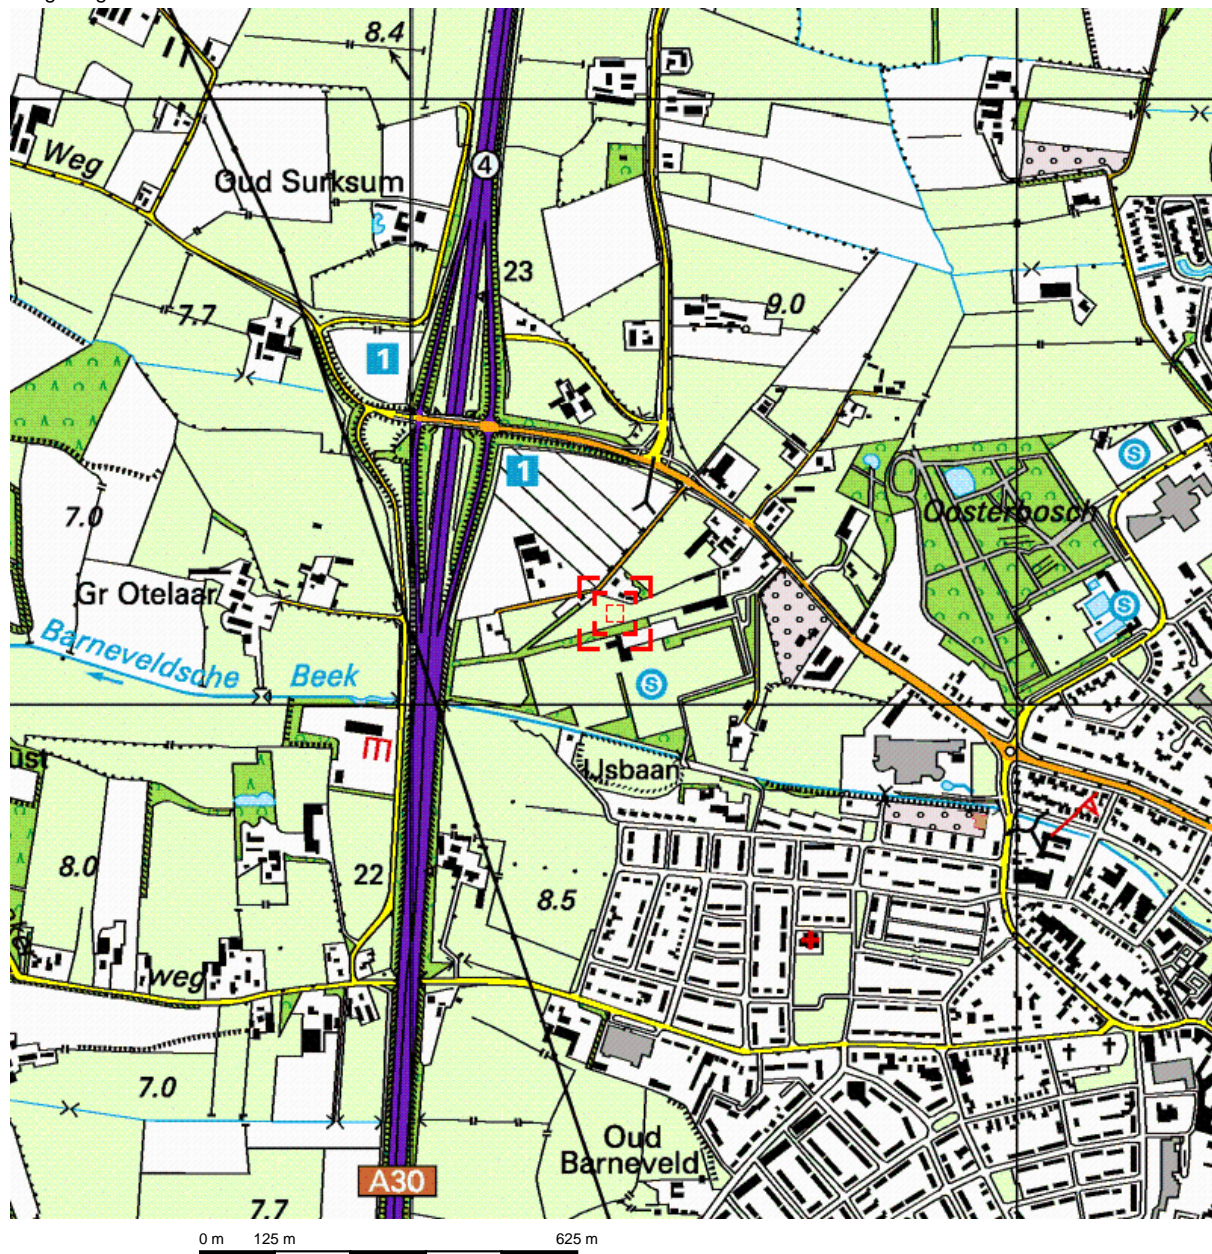 8.4
Weg
4
Oud Surksum
23
7.7
9.0
1
1
S
7.0
Oosterbosch
Gr Otelaar
S
Barneveldsche
Beek
S
IJsbaan
8.0
22
8.5
weg
7.0
Oud
Barneveld
A30
7.7
0 m
125 m
625 m